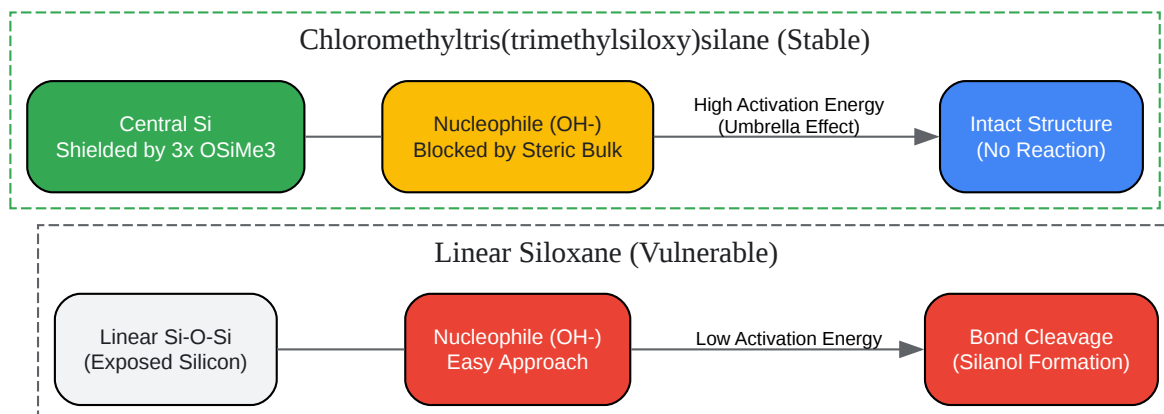 Chloromethyltris(trimethylsiloxy)silane (Stable)
Central Si
Shielded by 3x OSiMe3
Nucleophile (OH-)
Blocked by Steric Bulk
High Activation Energy
(Umbrella Effect)
Intact Structure
(No Reaction)
Linear Siloxane (Vulnerable)
Linear Si-O-Si
(Exposed Silicon)
Nucleophile (OH-)
Easy Approach
Low Activation Energy
Bond Cleavage
(Silanol Formation)